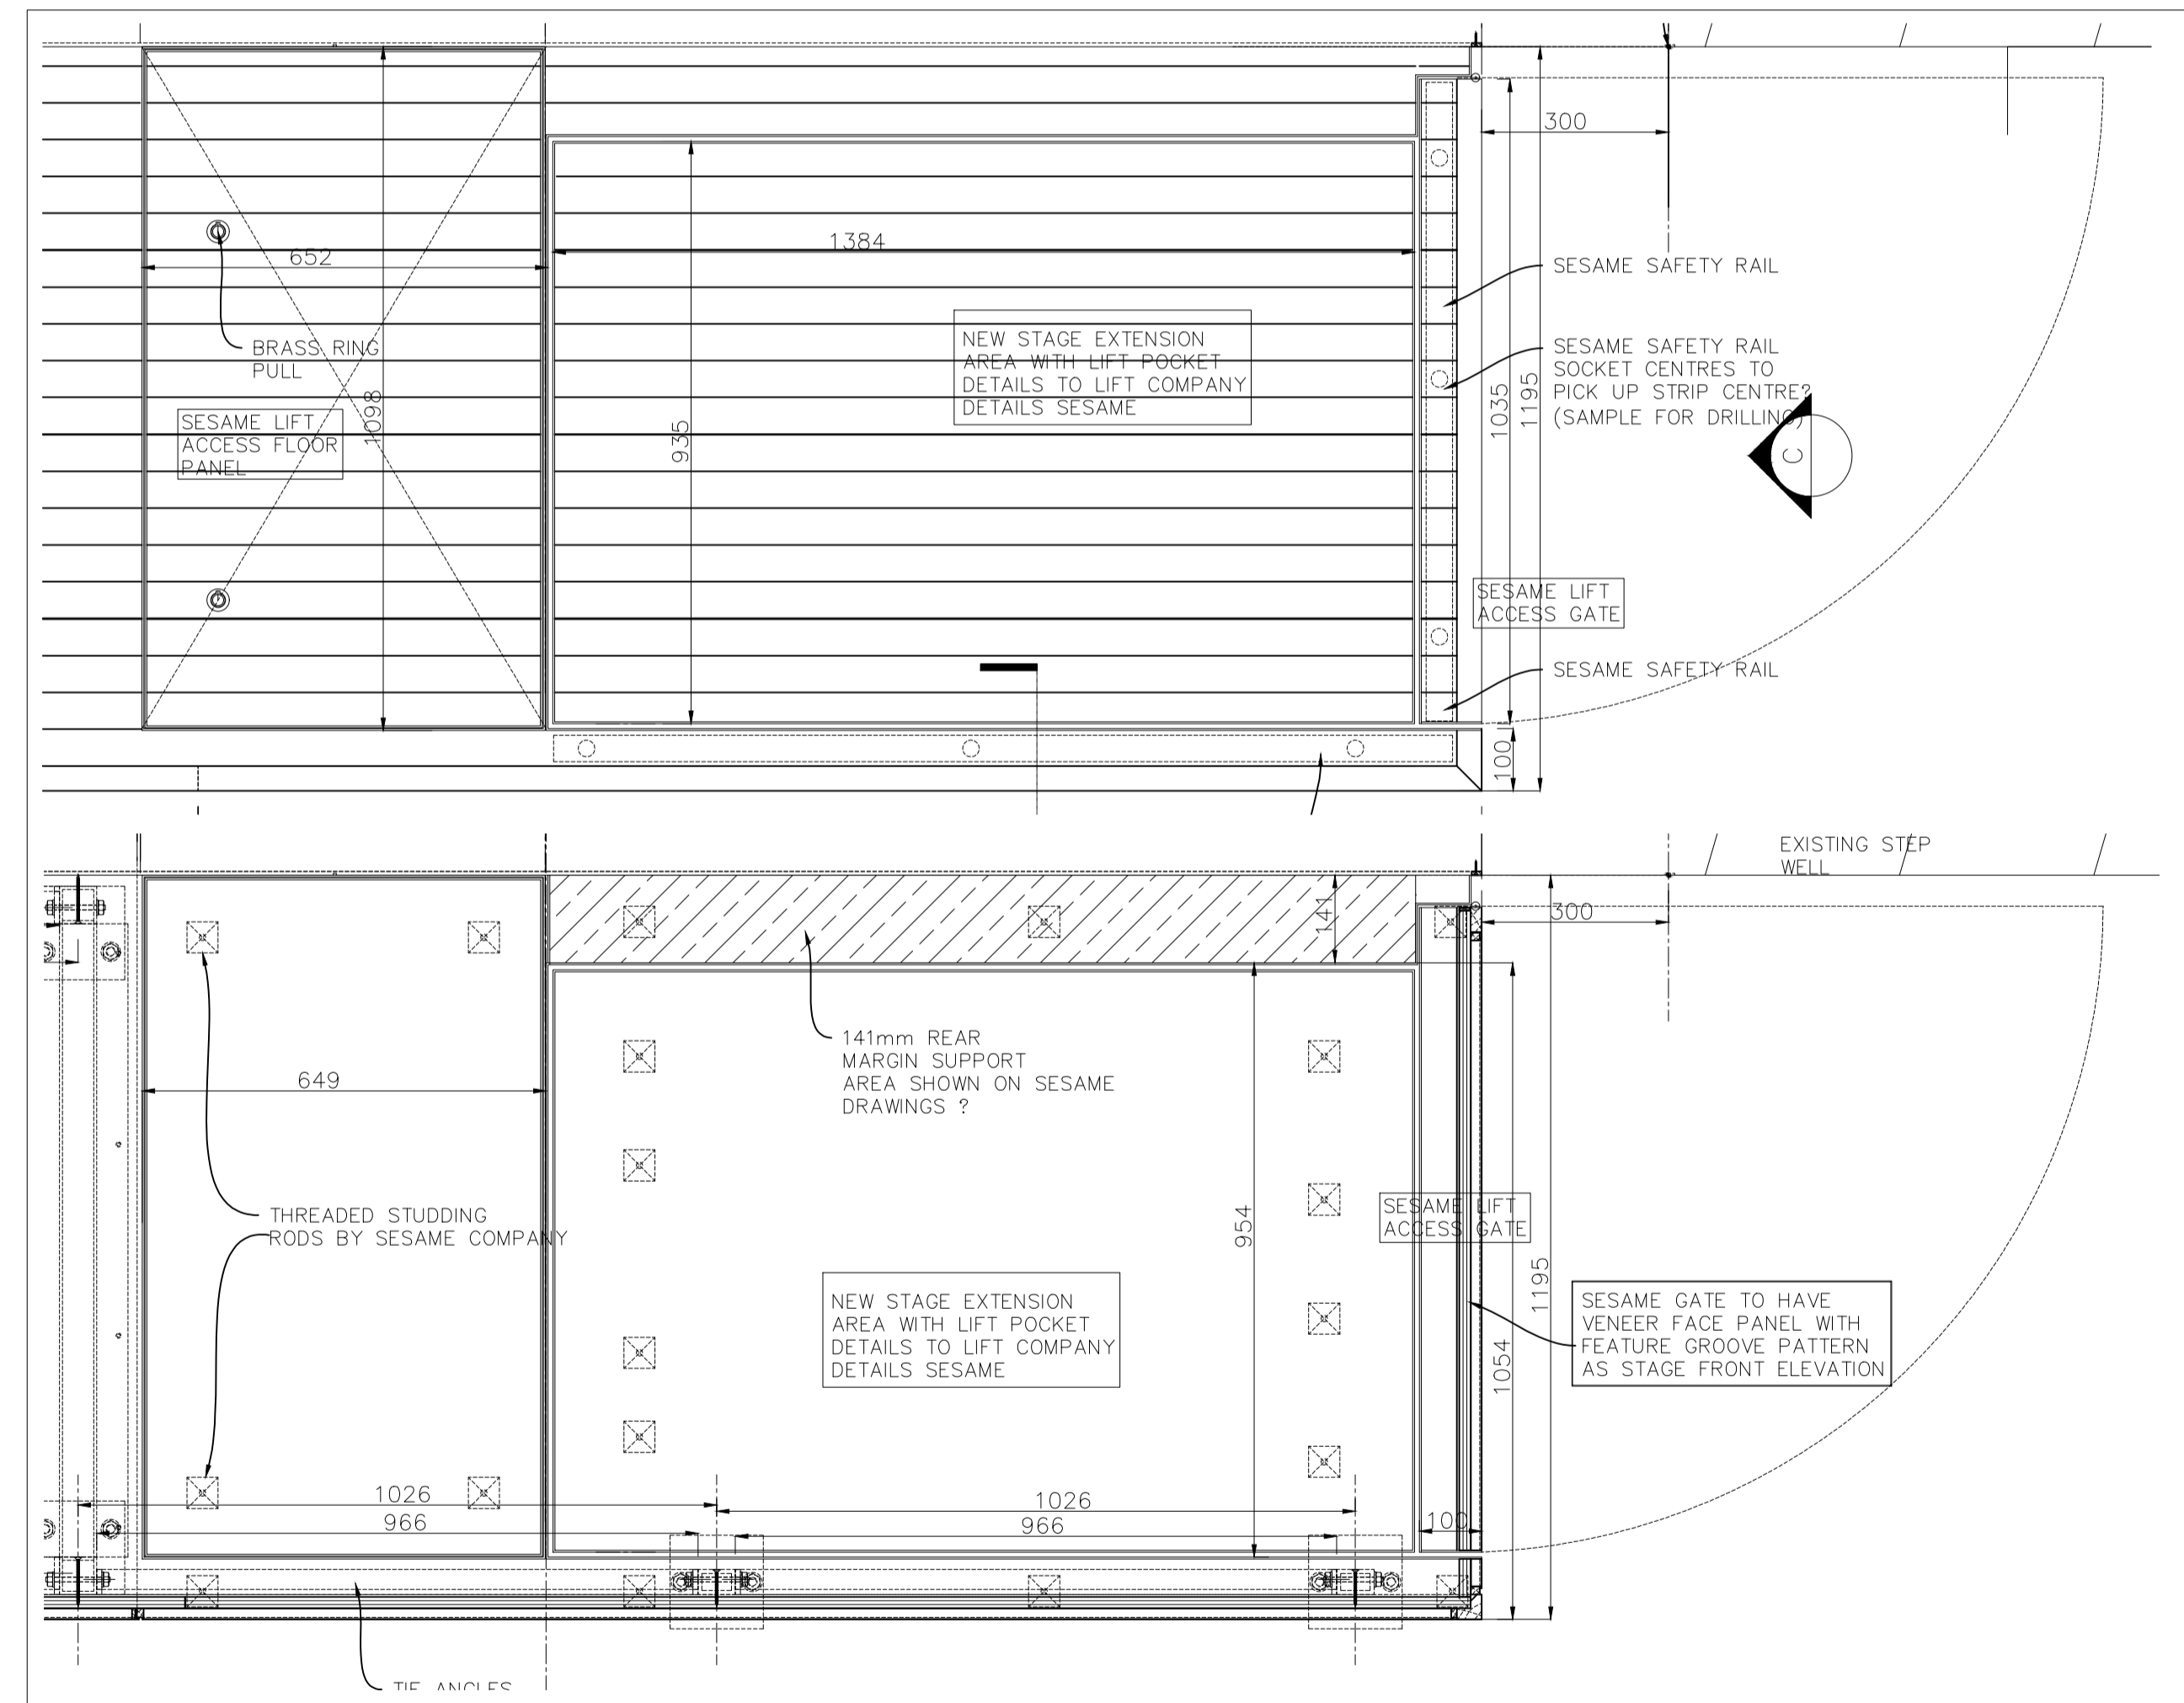 300
652
1384
SESAME SAFETY RAIL
BRASS RING
PULL
NEW STAGE EXTENSION
AREA WITH LIFT POCKET
DETAILS TO LIFT COMPANY
DETAILS SESAME
SESAME SAFETY RAIL
SOCKET CENTRES TO
PICK UP STRIP CENTRE?
(SAMPLE FOR DRILLING)
SESAME LIFT
ACCESS FLOOR
PANEL
1098
935
1035
1195
C
SESAME LIFT
ACCESS GATE
SESAME SAFETY RAIL
100
EXISTING STEP
WELL
141
300
141mm REAR
MARGIN SUPPORT
AREA SHOWN ON SESAME
DRAWINGS ?
649
THREADED STUDDING
RODS BY SESAME COMPANY
954
SESAME LIFT
ACCESS GATE
1195
NEW STAGE EXTENSION
AREA WITH LIFT POCKET
DETAILS TO LIFT COMPANY
DETAILS SESAME
1054
SESAME GATE TO HAVE
VENEER FACE PANEL WITH
FEATURE GROOVE PATTERN
AS STAGE FRONT ELEVATION
1026
966
1026
966
100
TIE ANGLES